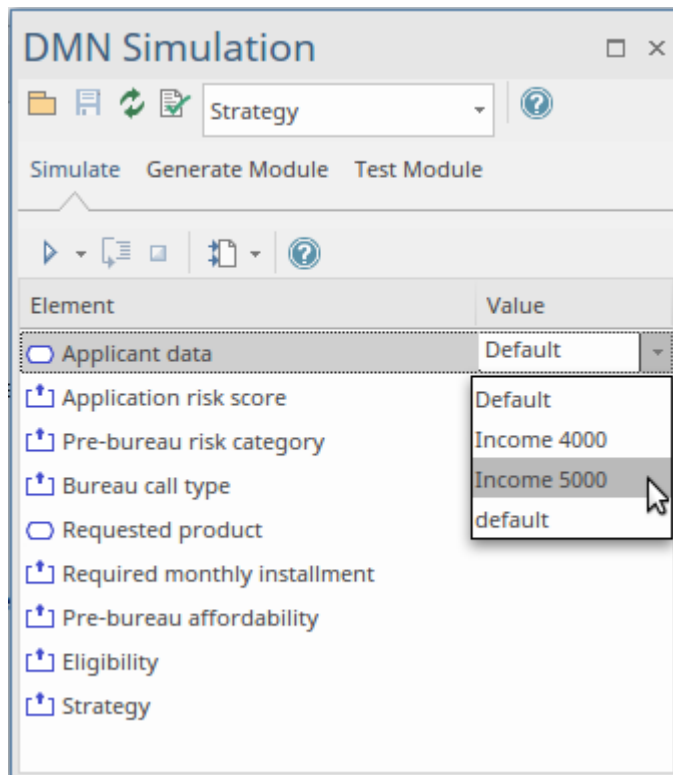 DMN Simulation
Strategy
Simulate Generate Module Test Module
Element Value
Applicant data Default
Application risk score Default
Pre-bureau risk category Income 4000
Bureau call type Income 5000
Requested product default
Required monthly installment
Pre-bureau affordability
Eligibility
Strategy